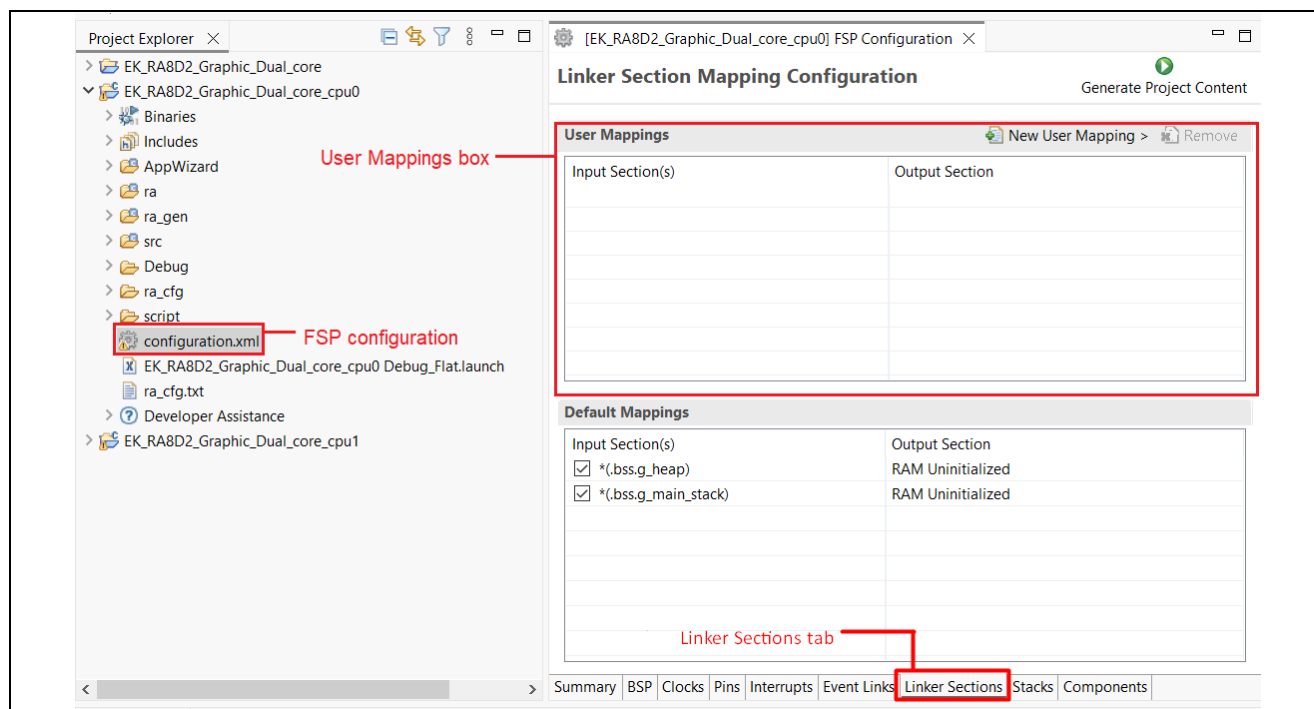 Project Explorer
[EK_RA8D2_Graphic_Dual_core_cpu0] FSP Configuration
EK_RA8D2_Graphic_Dual_core
EK_RA8D2_Graphic_Dual_core_cpu0
Binaries
Includes
AppWizard
ra
ra_gen
src
Debug
ra_cfg
script
configuration.xml
EK_RA8D2_Graphic_Dual_core_cpu0 Debug_Flat.launch
ra_cfg.txt
Developer Assistance
EK_RA8D2_Graphic_Dual_core_cpu1
User Mappings box
FSP configuration
Linker Section Mapping Configuration
Generate Project Content
User Mappings
New User Mapping >
Remove
Input Section(s) Output Section
Default Mappings
Input Section(s) Output Section
*(.bss.g_heap) RAM Uninitialized
*(.bss.g_main_stack) RAM Uninitialized
Linker Sections tab
Summary BSP Clocks Pins Interrupts Event Links Linker Sections Stacks Components